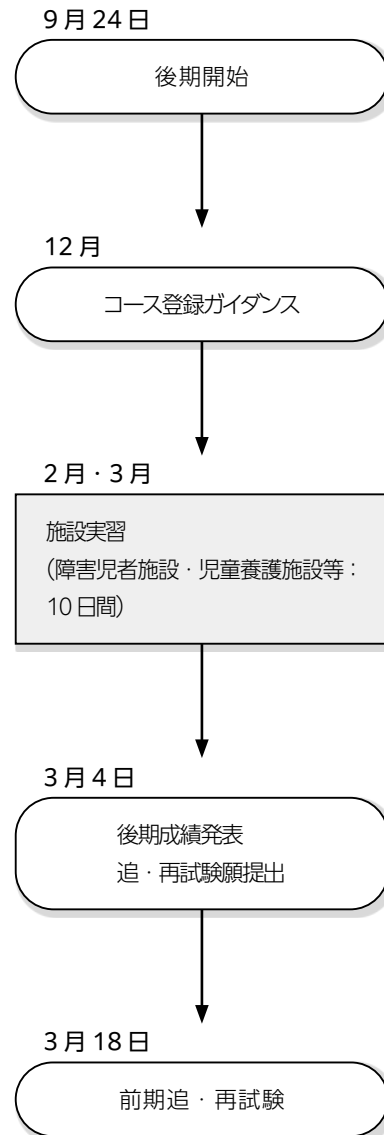 9月24日
後期開始
12月
コース登録ガイダンス
2月・3月
施設実習
(障害児者施設・児童養護施設等：
10日間)
3月4日
後期成績発表
追・再試験願提出
3月18日
前期追・再試験